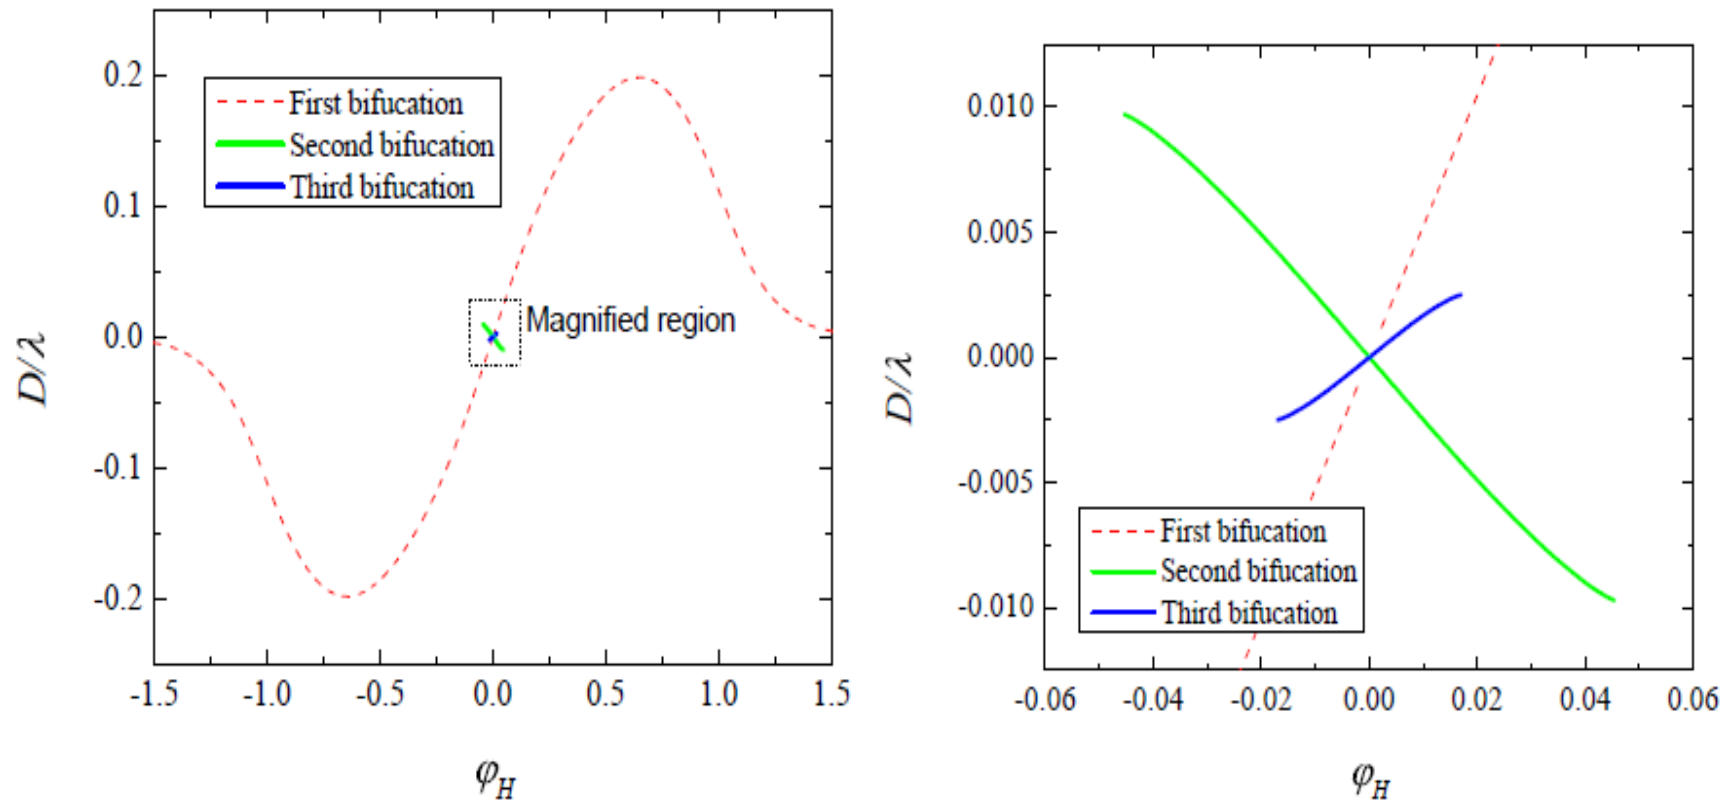 0.2
0.1
0.0
-0.1
-0.2
D/λ
First bifucation
Second bifucation
Third bifucation
Magnified region
-1.5 -1.0 -0.5 0.0 0.5 1.0 1.5
φH
0.010
0.005
0.000
-0.005
-0.010
D/λ
First bifucation
Second bifucation
Third bifucation
-0.06 -0.04 -0.02 0.00 0.02 0.04 0.06
φH